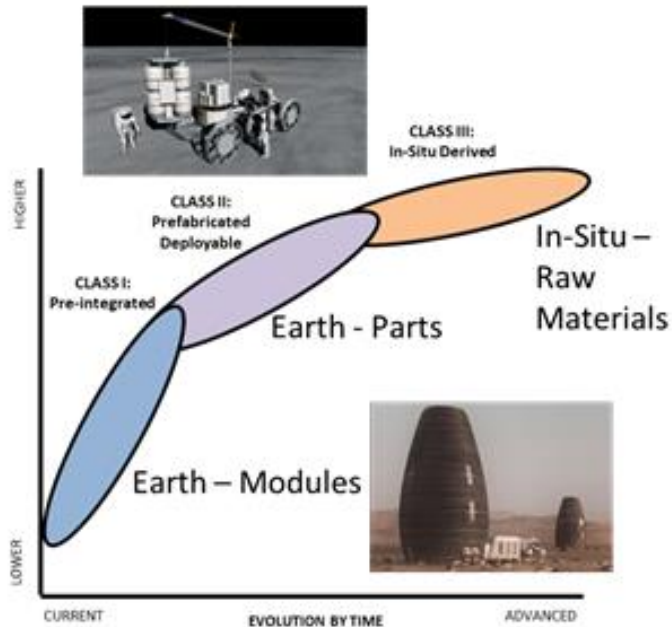 CLASS III:
In-Situ Derived
HIGHER
CLASS II:
Prefabricated
Deployable
In-Situ –
Raw
Materials
CLASS I:
Pre-integrated
Earth - Parts
Earth – Modules
LOWER
CURRENT
EVOLUTION BY TIME
ADVANCED